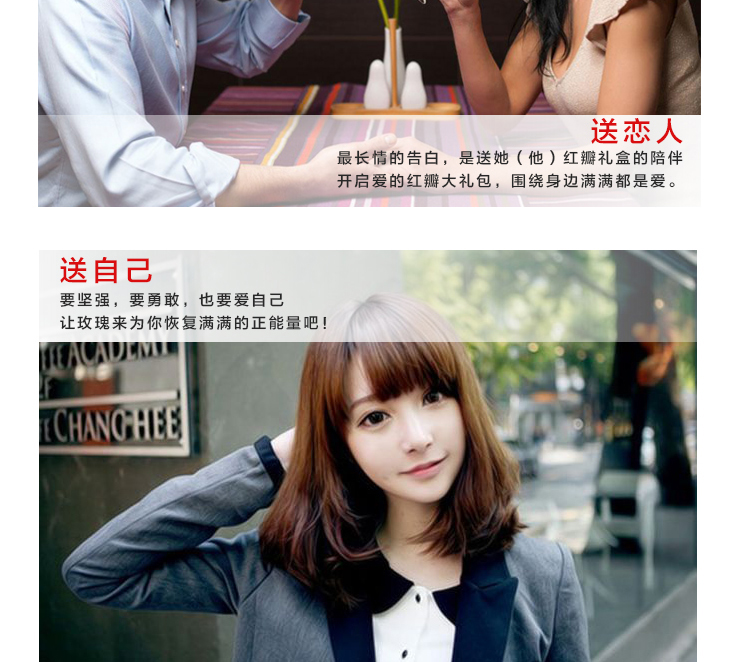 送恋人
最长情的告白，是送她（他）红瓣礼盒的陪伴
开启爱的红瓣大礼包，围绕身边满满都是爱。
送自己
要坚强，要勇敢，也要爱自己
让玫瑰来为你恢复满满的正能量吧！
ACADEMY
OF
CHANGHEE